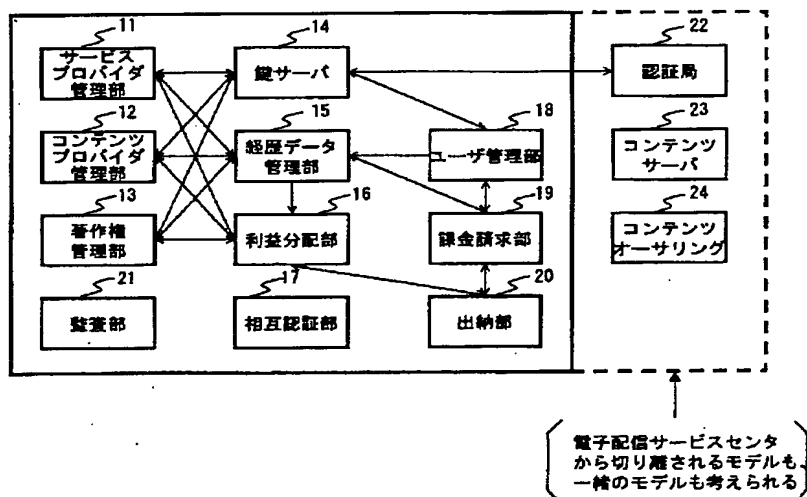 11
サービス
プロバイダ
管理部
14
鍵サーバ
22
認証局
12
コンテンツ
プロバイダ
管理部
15
経歴データ
管理部
18
ユーザ管理部
23
コンテンツ
サーバ
13
著作権
管理部
16
利益分配部
19
課金請求部
24
コンテンツ
オーサリング
21
監査部
17
相互認証部
20
出納部
電子配信サービスセンタ
から切り離されるモデルも、
一緒のモデルも考えられる